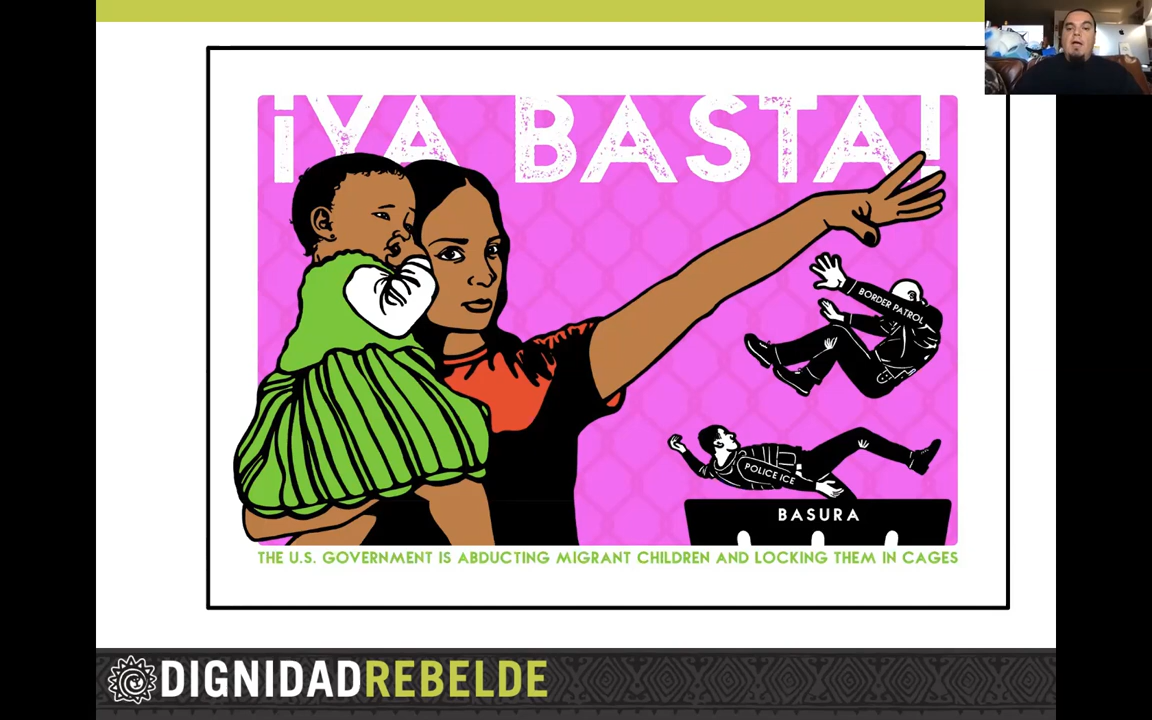 ¡YA BASTA!
BORDER PATROL
POLICE ICE
BASURA
THE U.S. GOVERNMENT IS ABDUCTING MIGRANT CHILDREN AND LOCKING THEM IN CAGES
DIGNIDADREBELDE